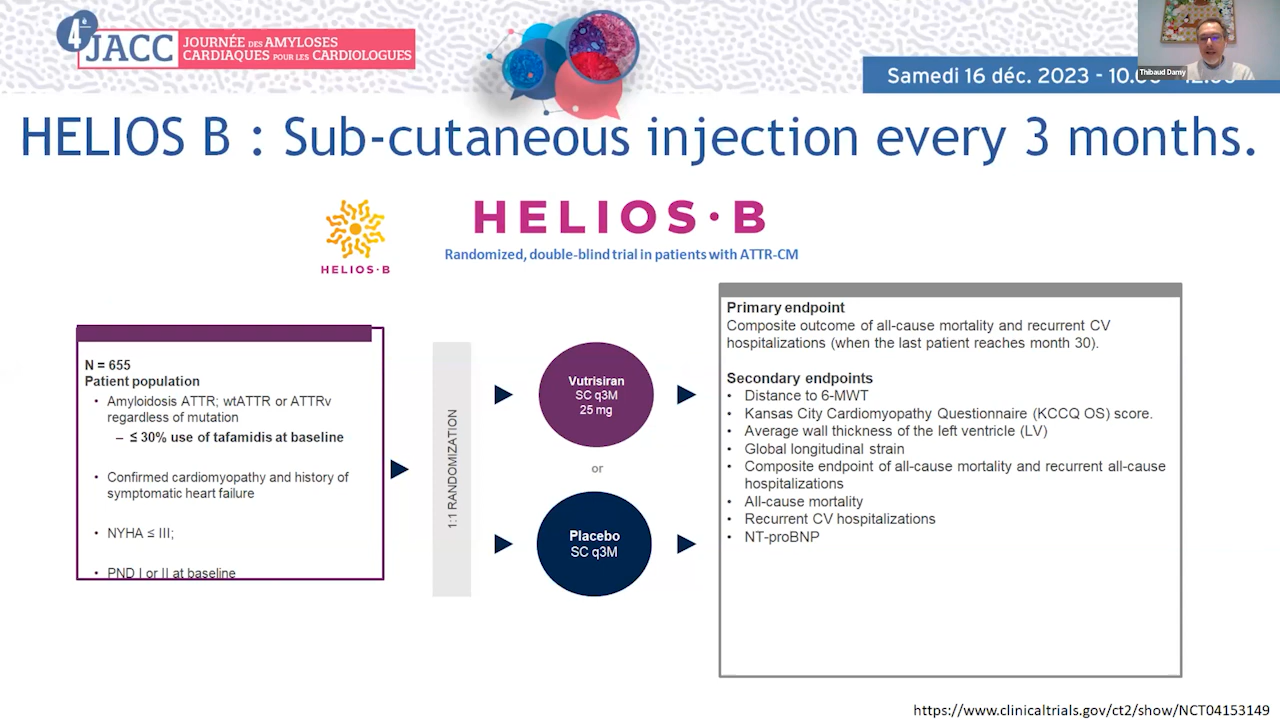 4è
JACC
JOURNÉE DES AMYLOSES
CARDIAQUES POUR LES CARDIOLOGUES
Thibaud Damy
Samedi 16 déc. 2023 - 10.
HELIOS B : Sub-cutaneous injection every 3 months.
HELIOS·B
HELIOS·B
Randomized, double-blind trial in patients with ATTR-CM
N = 655
Patient population
• Amyloidosis ATTR; wtATTR or ATTRv
regardless of mutation
– ≤ 30% use of tafamidis at baseline
• Confirmed cardiomyopathy and history of
symptomatic heart failure
• NYHA ≤ III;
• PND I or II at baseline
1:1 RANDOMIZATION
Vutrisiran
SC q3M
25 mg
or
Placebo
SC q3M
Primary endpoint
Composite outcome of all-cause mortality and recurrent CV
hospitalizations (when the last patient reaches month 30).
Secondary endpoints
• Distance to 6-MWT
• Kansas City Cardiomyopathy Questionnaire (KCCQ OS) score.
• Average wall thickness of the left ventricle (LV)
• Global longitudinal strain
• Composite endpoint of all-cause mortality and recurrent all-cause
hospitalizations
• All-cause mortality
• Recurrent CV hospitalizations
• NT-proBNP
https://www.clinicaltrials.gov/ct2/show/NCT04153149